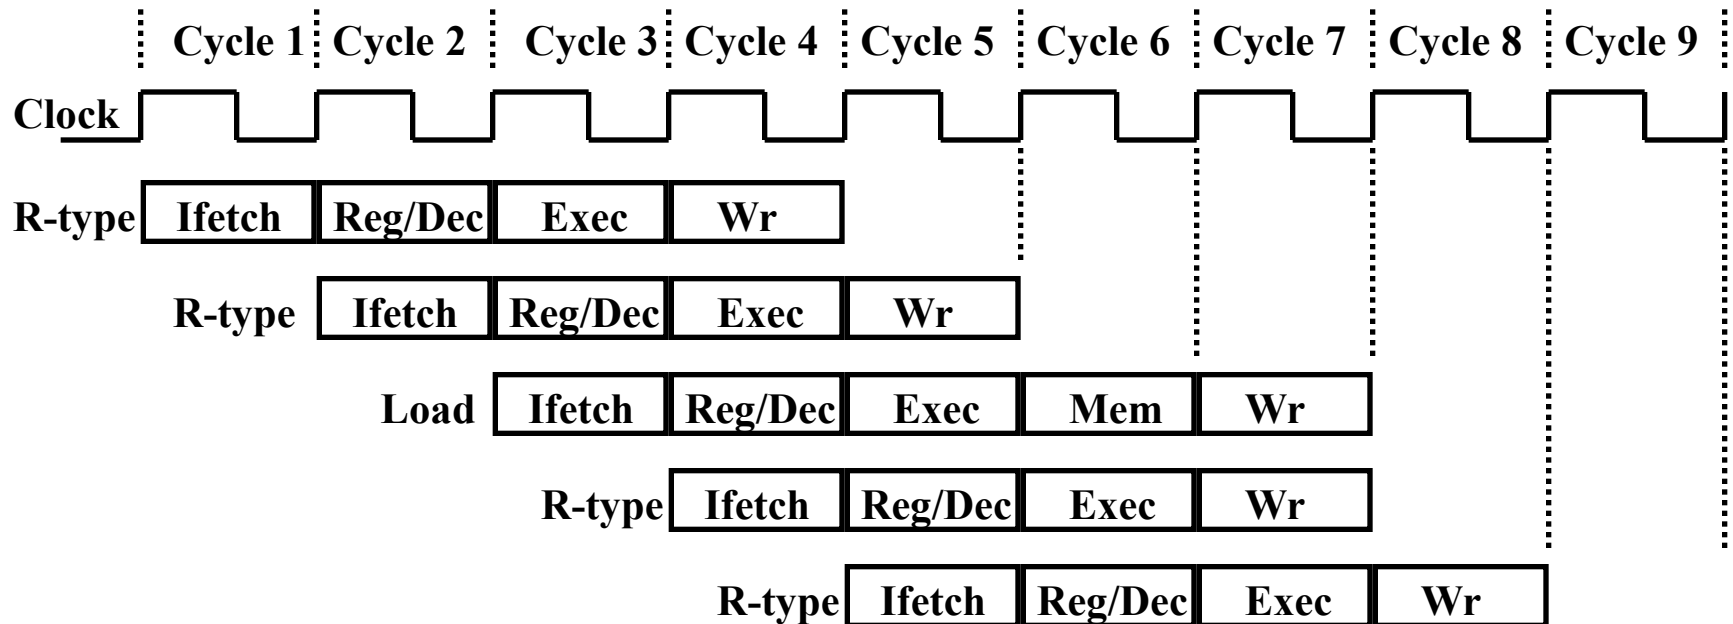 Cycle 1 Cycle 2 Cycle 3 Cycle 4 Cycle 5 Cycle 6 Cycle 7 Cycle 8 Cycle 9
Clock
R-type Ifetch Reg/Dec Exec Wr
R-type Ifetch Reg/Dec Exec Wr
Load Ifetch Reg/Dec Exec Mem Wr
R-type Ifetch Reg/Dec Exec Wr
R-type Ifetch Reg/Dec Exec Wr